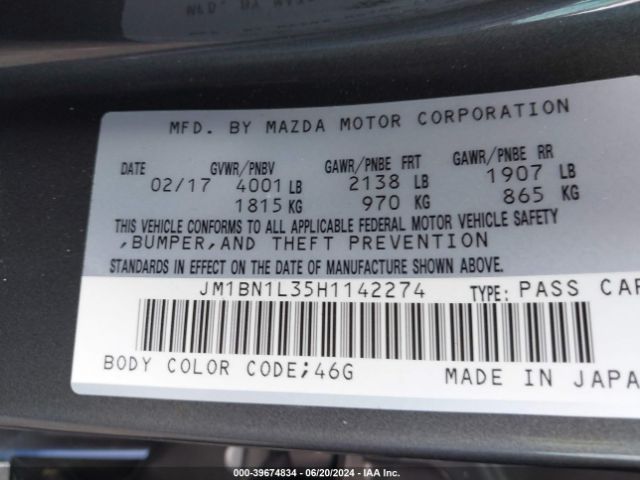 MFD. BY MAZDA MOTOR CORPORATION
DATE GVWR/PNBV GAWR/PNBE FRT GAWR/PNBE RR
02/17 4001 LB 2138 LB 1907 LB
1815 KG 970 KG 865 KG
THIS VEHICLE CONFORMS TO ALL APPLICABLE FEDERAL MOTOR VEHICLE SAFETY
,BUMPER,AND THEFT PREVENTION
STANDARDS IN EFFECT ON THE DATE OF MANUFACTURE SHOWN ABOVE.
JM1BN1L35H1142274 TYPE: PASS CAR
BODY COLOR CODE;46G MADE IN JAPA
000-39674834 - 06/20/2024 - IAAI.COM